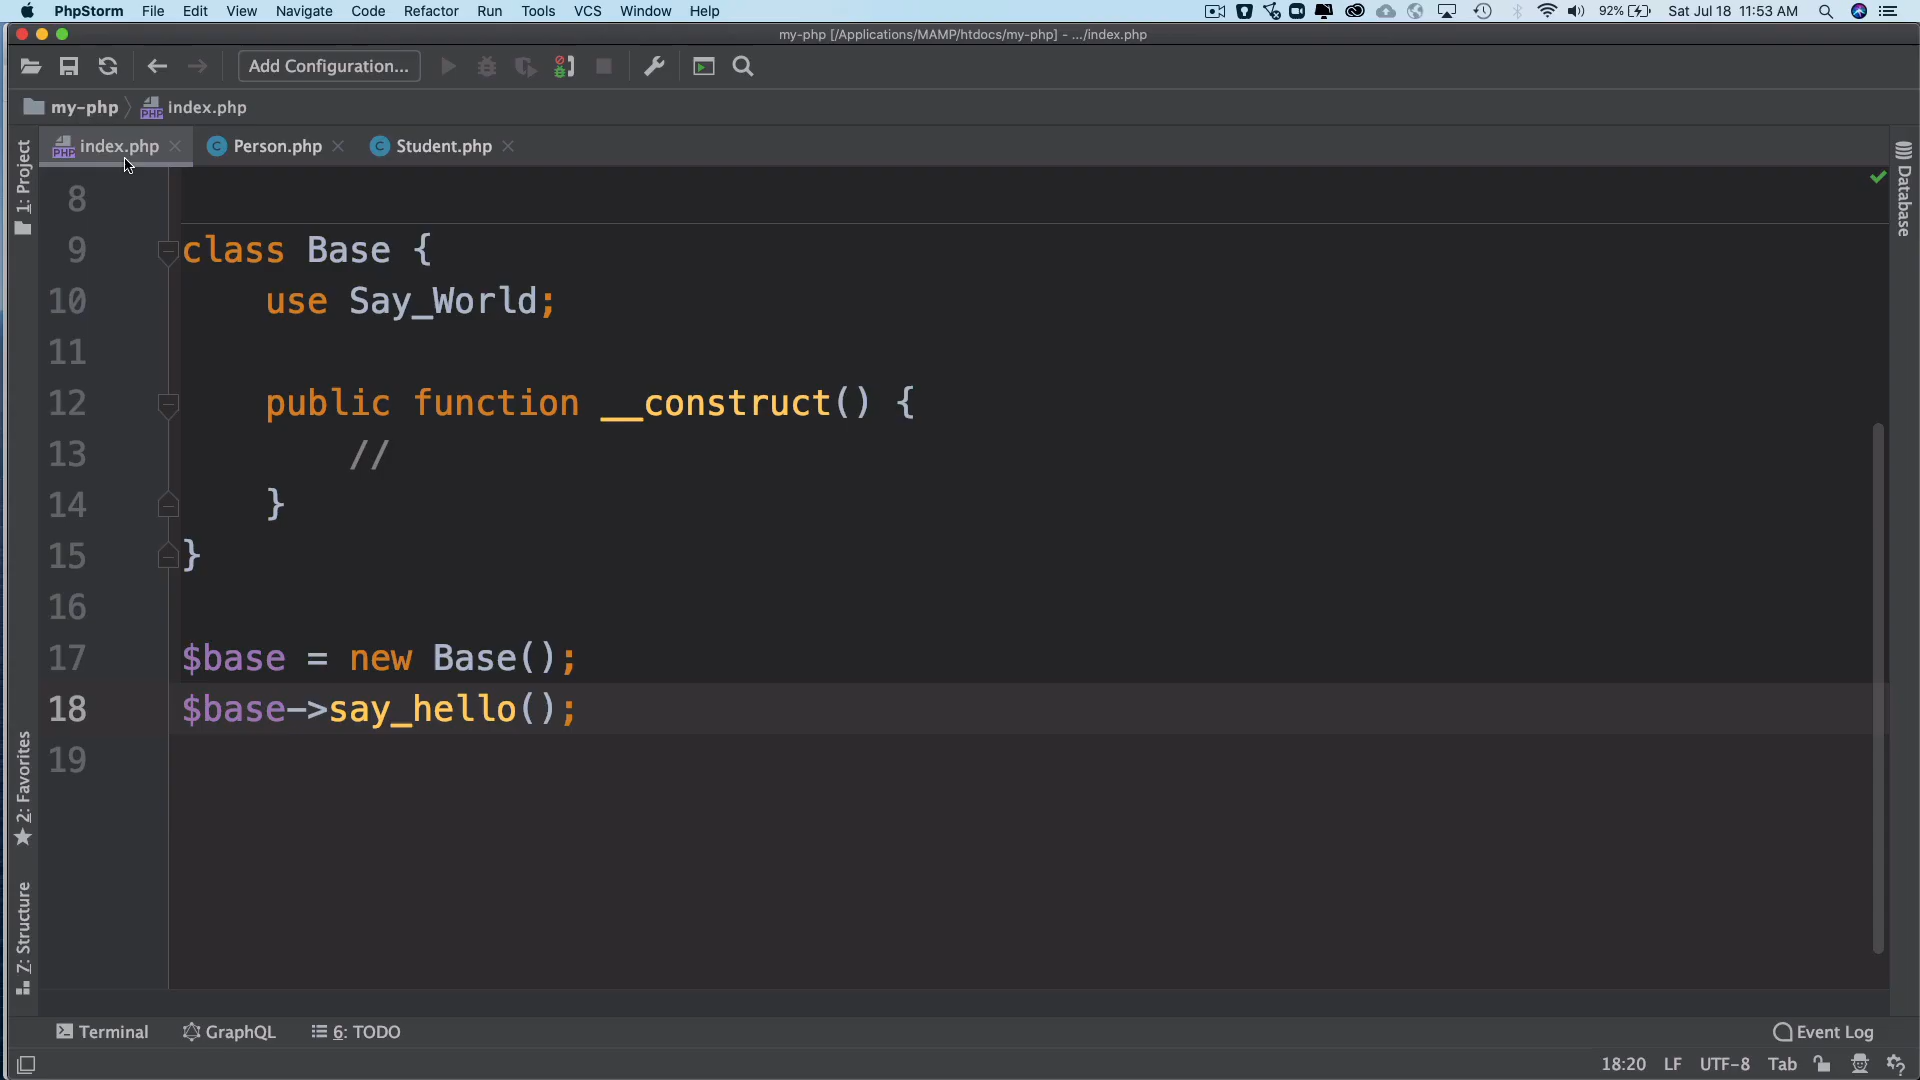 PhpStorm File Edit View Navigate Code Refactor Run Tools VCS Window Help 92% Sat Jul 18 11:53 AM
my-php [/Applications/MAMP/htdocs/my-php] - .../index.php
Add Configuration...
my-php index.php
index.php Person.php Student.php
1: Project
Database
8
9 class Base {
10 use Say_World;
11
12 public function __construct() {
13 //
14 }
15 }
16
17 $base = new Base();
18 $base->say_hello();
19
2: Favorites
Z: Structure
Terminal GraphQL 6: TODO Event Log
18:20 LF UTF-8 Tab